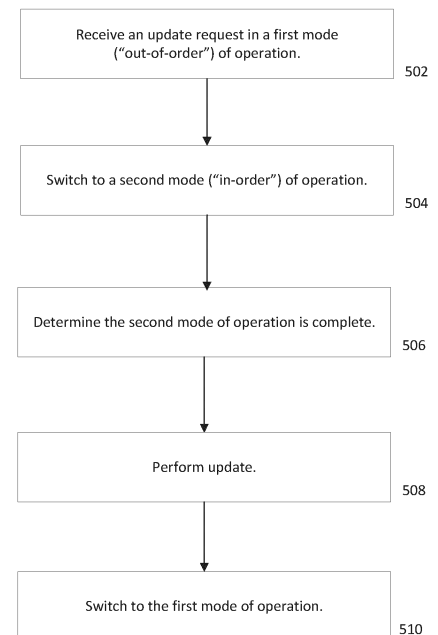 Receive an update request in a first mode
(“out-of-order”) of operation.
502
Switch to a second mode (“in-order”) of operation.
504
Determine the second mode of operation is complete.
506
Perform update.
508
Switch to the first mode of operation.
510